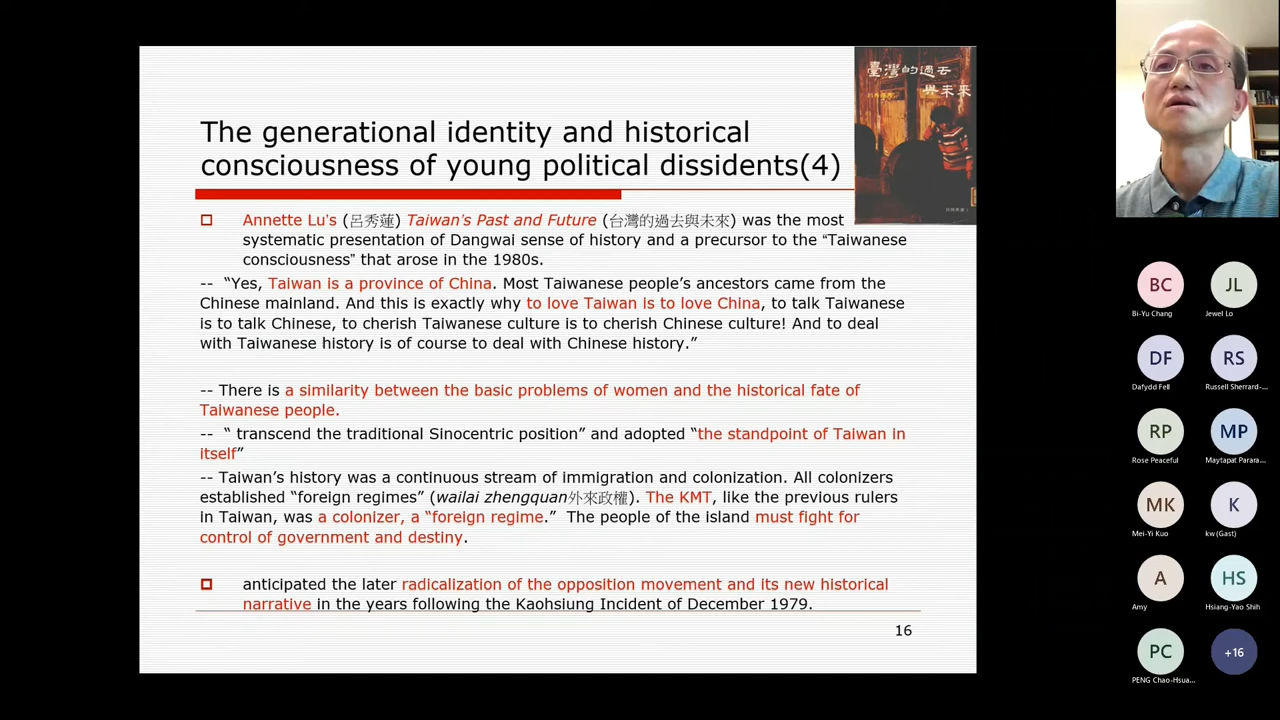 臺灣的過去
與未來
The generational identity and historical
consciousness of young political dissidents(4)
Annette Lu's (呂秀蓮) Taiwan's Past and Future (台灣的過去與未來) was the most
systematic presentation of Dangwai sense of history and a precursor to the "Taiwanese
consciousness" that arose in the 1980s.
-- "Yes, Taiwan is a province of China. Most Taiwanese people's ancestors came from the
Chinese mainland. And this is exactly why to love Taiwan is to love China, to talk Taiwanese
is to talk Chinese, to cherish Taiwanese culture is to cherish Chinese culture! And to deal
with Taiwanese history is of course to deal with Chinese history."
-- There is a similarity between the basic problems of women and the historical fate of
Taiwanese people.
-- " transcend the traditional Sinocentric position" and adopted "the standpoint of Taiwan in
itself"
-- Taiwan's history was a continuous stream of immigration and colonization. All colonizers
established "foreign regimes" (wailai zhengquan外來政權). The KMT, like the previous rulers
in Taiwan, was a colonizer, a "foreign regime." The people of the island must fight for
control of government and destiny.
anticipated the later radicalization of the opposition movement and its new historical
narrative in the years following the Kaohsiung Incident of December 1979.
16
BC
JL
Bi-Yu Chang
Jewel Lo
DF
RS
Dafydd Fell
Russell Sherrard-...
RP
MP
Rose Peaceful
Maytapat Parara...
MK
K
Mei-Yi Kuo
kw (Gast)
A
HS
Amy
Hsiang-Yao Shih
PC
+16
PENG Chao-Hsua...